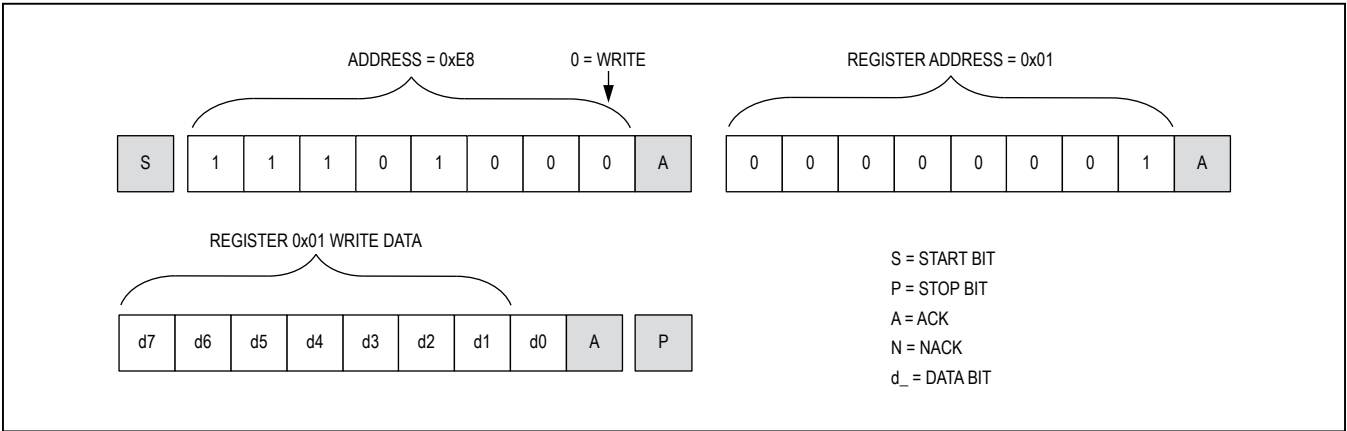 ADDRESS = 0xE8 0 = WRITE REGISTER ADDRESS = 0x01
S 1 1 1 0 1 0 0 0 A 0 0 0 0 0 0 0 1 A
REGISTER 0x01 WRITE DATA
d7 d6 d5 d4 d3 d2 d1 d0 A P
S = START BIT
P = STOP BIT
A = ACK
N = NACK
d_ = DATA BIT